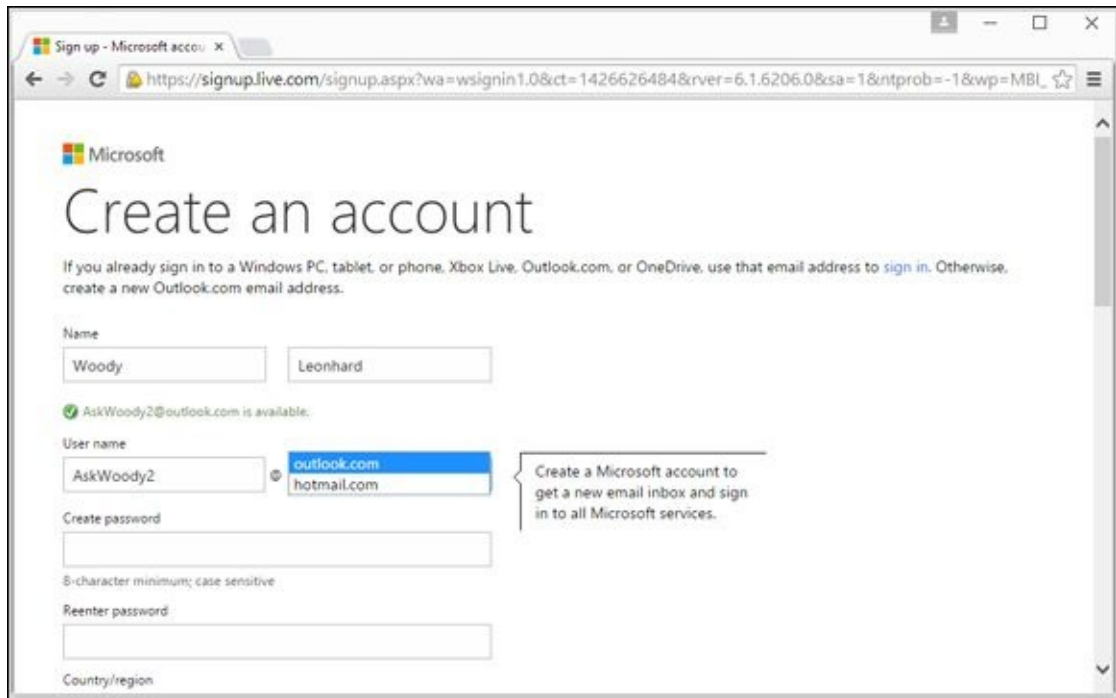 Sign up - Microsoft accou
https://signup.live.com/signup.aspx?wa=wsignin1.0&ct=1426626484&rver=6.1.6206.0&sa=1&ntprob=-1&wp=MBI_
Microsoft
Create an account
If you already sign in to a Windows PC, tablet, or phone, Xbox Live, Outlook.com, or OneDrive, use that email address to sign in. Otherwise,
create a new Outlook.com email address.
Name
Woody Leonhard
AskWoody2@outlook.com is available.
User name
AskWoody2 @ outlook.com
hotmail.com
Create a Microsoft account to
get a new email inbox and sign
in to all Microsoft services.
Create password
8-character minimum; case sensitive
Reenter password
Country/region